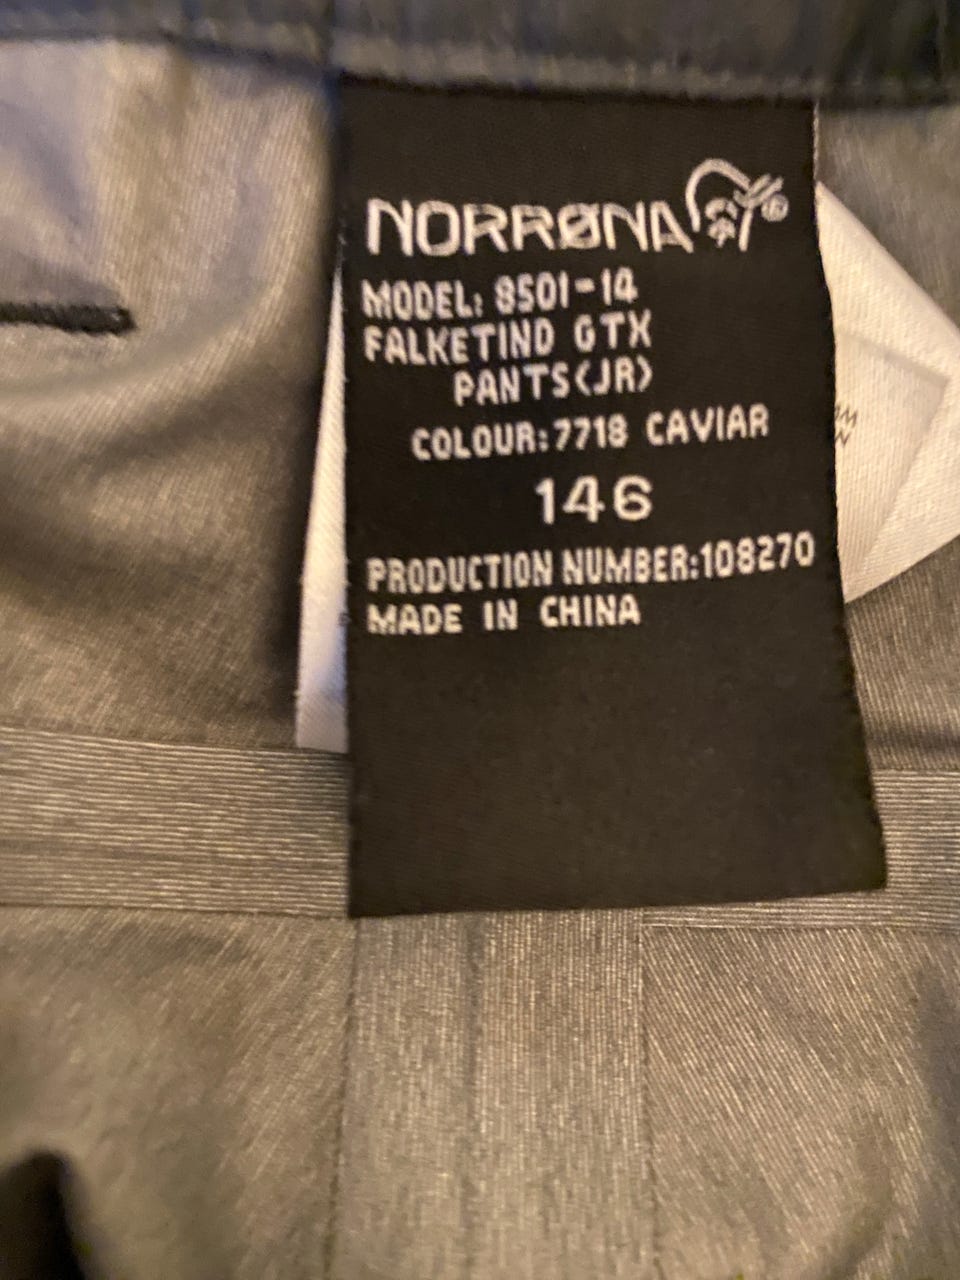 NORRØNA
MODEL: 8501-14
FALKETIND GTX
PANTS(JR)
COLOUR:7718 CAVIAR
146
PRODUCTION NUMBER:108270
MADE IN CHINA